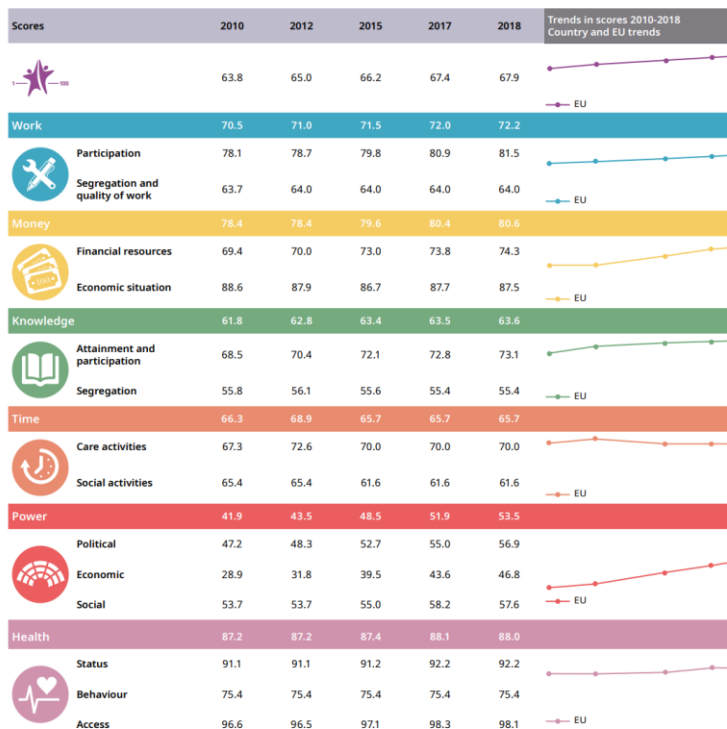 Scores 2010 2012 2015 2017 2018 Trends in scores 2010-2018
Country and EU trends
1 100 63.8 65.0 66.2 67.4 67.9
EU
Work 70.5 71.0 71.5 72.0 72.2
Participation 78.1 78.7 79.8 80.9 81.5
Segregation and
quality of work 63.7 64.0 64.0 64.0 64.0
EU
Money 78.4 78.4 79.6 80.4 80.6
Financial resources 69.4 70.0 73.0 73.8 74.3
Economic situation 88.6 87.9 86.7 87.7 87.5
EU
Knowledge 61.8 62.8 63.4 63.5 63.6
Attainment and
participation 68.5 70.4 72.1 72.8 73.1
Segregation 55.8 56.1 55.6 55.4 55.4
EU
Time 66.3 68.9 65.7 65.7 65.7
Care activities 67.3 72.6 70.0 70.0 70.0
Social activities 65.4 65.4 61.6 61.6 61.6
EU
Power 41.9 43.5 48.5 51.9 53.5
Political 47.2 48.3 52.7 55.0 56.9
Economic 28.9 31.8 39.5 43.6 46.8
Social 53.7 53.7 55.0 58.2 57.6
EU
Health 87.2 87.2 87.4 88.1 88.0
Status 91.1 91.1 91.2 92.2 92.2
Behaviour 75.4 75.4 75.4 75.4 75.4
Access 96.6 96.5 97.1 98.3 98.1
EU